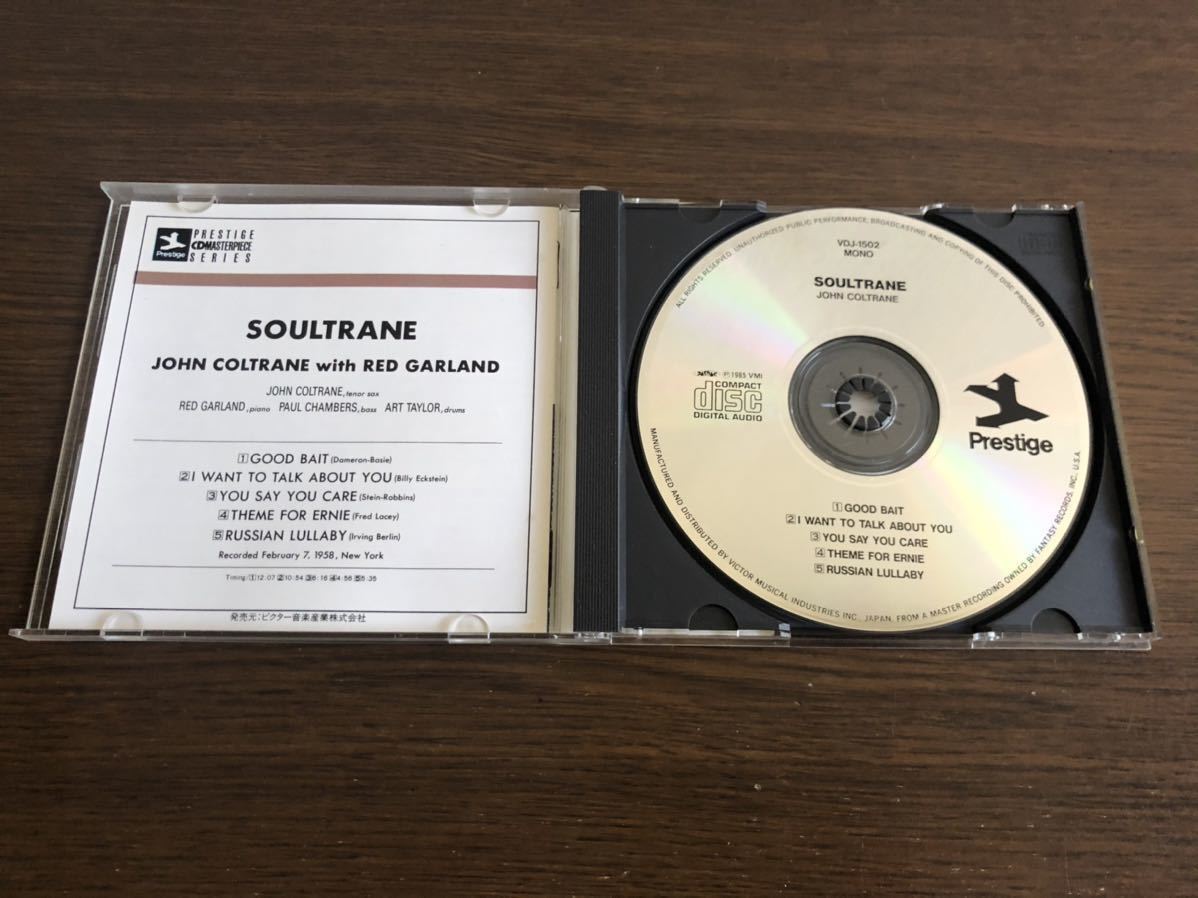 Prestige
PRESTIGE
CDMASTERPIECE
SERIES
SOULTRANE
JOHN COLTRANE with RED GARLAND
JOHN COLTRANE,tenor sax
RED GARLAND,piano PAUL CHAMBERS,bass ART TAYLOR,drums
1 GOOD BAIT(Dameron-Basie)
2 I WANT TO TALK ABOUT YOU(Billy Eckstein)
3 YOU SAY YOU CARE(Stein-Robbins)
4 THEME FOR ERNIE(Fred Lacey)
5 RUSSIAN LULLABY(Irving Berlin)
Recorded February 7, 1958, New York
Timing/1 12:07 2 10:54 3 6:16 4 4:56 5 5:35
発売元:ビクター音楽産業株式会社
ALL RIGHTS RESERVED. UNAUTHORIZED PUBLIC PERFORMANCE, BROADCASTING AND COPYING OF THIS DISC PROHIBITED.
VDJ-1502
MONO
SOULTRANE
JOHN COLTRANE
Ⓟ1985 VMI
COMPACT
disc
DIGITAL AUDIO
Prestige
1 GOOD BAIT
2 I WANT TO TALK ABOUT YOU
3 YOU SAY YOU CARE
4 THEME FOR ERNIE
5 RUSSIAN LULLABY
MANUFACTURED AND DISTRIBUTED BY VICTOR MUSICAL INDUSTRIES INC., JAPAN, FROM A MASTER RECORDING OWNED BY FANTASY RECORDS, INC., U.S.A.